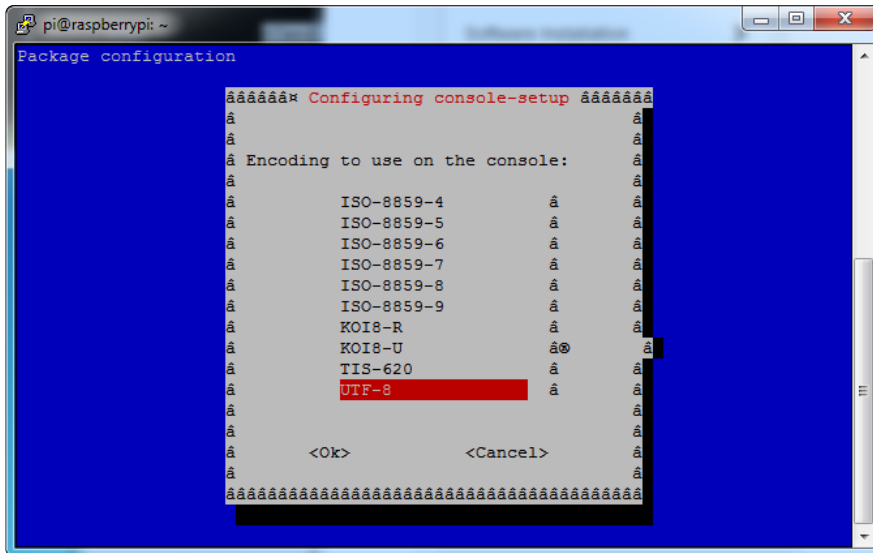 pi@raspberrypi: ~
Package configuration
ââââââ¤ Configuring console-setup âââââââ
â â
â â
â Encoding to use on the console: â
â â
â ISO-8859-4 â â
â ISO-8859-5 â â
â ISO-8859-6 â â
â ISO-8859-7 â â
â ISO-8859-8 â â
â ISO-8859-9 â â
â KOI8-R â â
â KOI8-U â® â
â TIS-620 â â
â UTF-8 â â
â â
â â
â <Ok> <Cancel> â
â â
ââââââââââââââââââââââââââââââââââââââââ